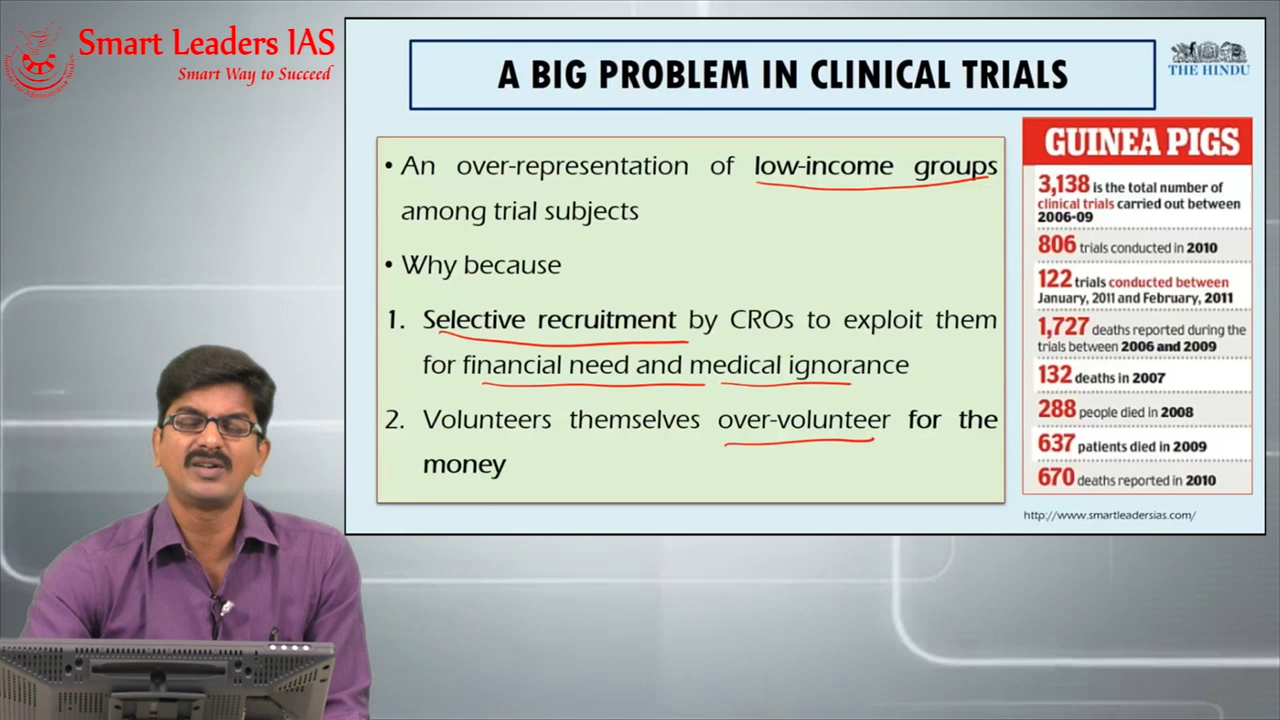 Smart Leaders IAS
Smart Way to Succeed
A BIG PROBLEM IN CLINICAL TRIALS
THE HINDU
• An over-representation of low-income groups
among trial subjects
• Why because
1. Selective recruitment by CROs to exploit them
for financial need and medical ignorance
2. Volunteers themselves over-volunteer for the
money
GUINEA PIGS
3,138 is the total number of
clinical trials carried out between
2006-09
806 trials conducted in 2010
122 trials conducted between
January, 2011 and February, 2011
1,727 deaths reported during the
trials between 2006 and 2009
132 deaths in 2007
288 people died in 2008
637 patients died in 2009
670 deaths reported in 2010
http://www.smartleadersias.com/